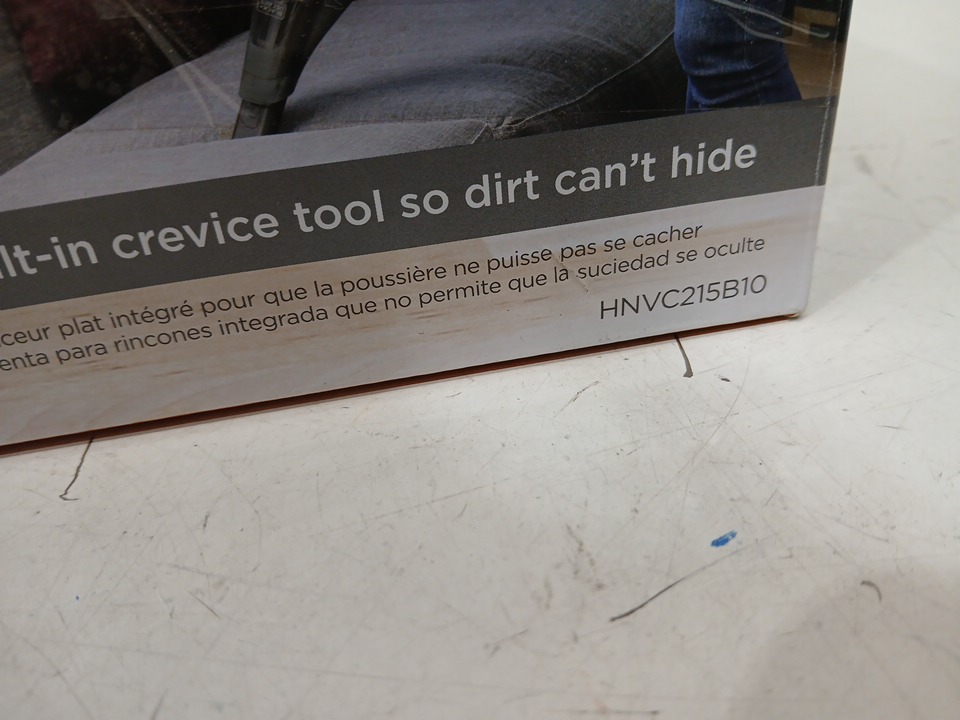 lt-in crevice tool so dirt can't hide
ceur plat intégré pour que la poussière ne puisse pas se cacher
enta para rincones integrada que no permite que la suciedad se oculte
HNVC215B10